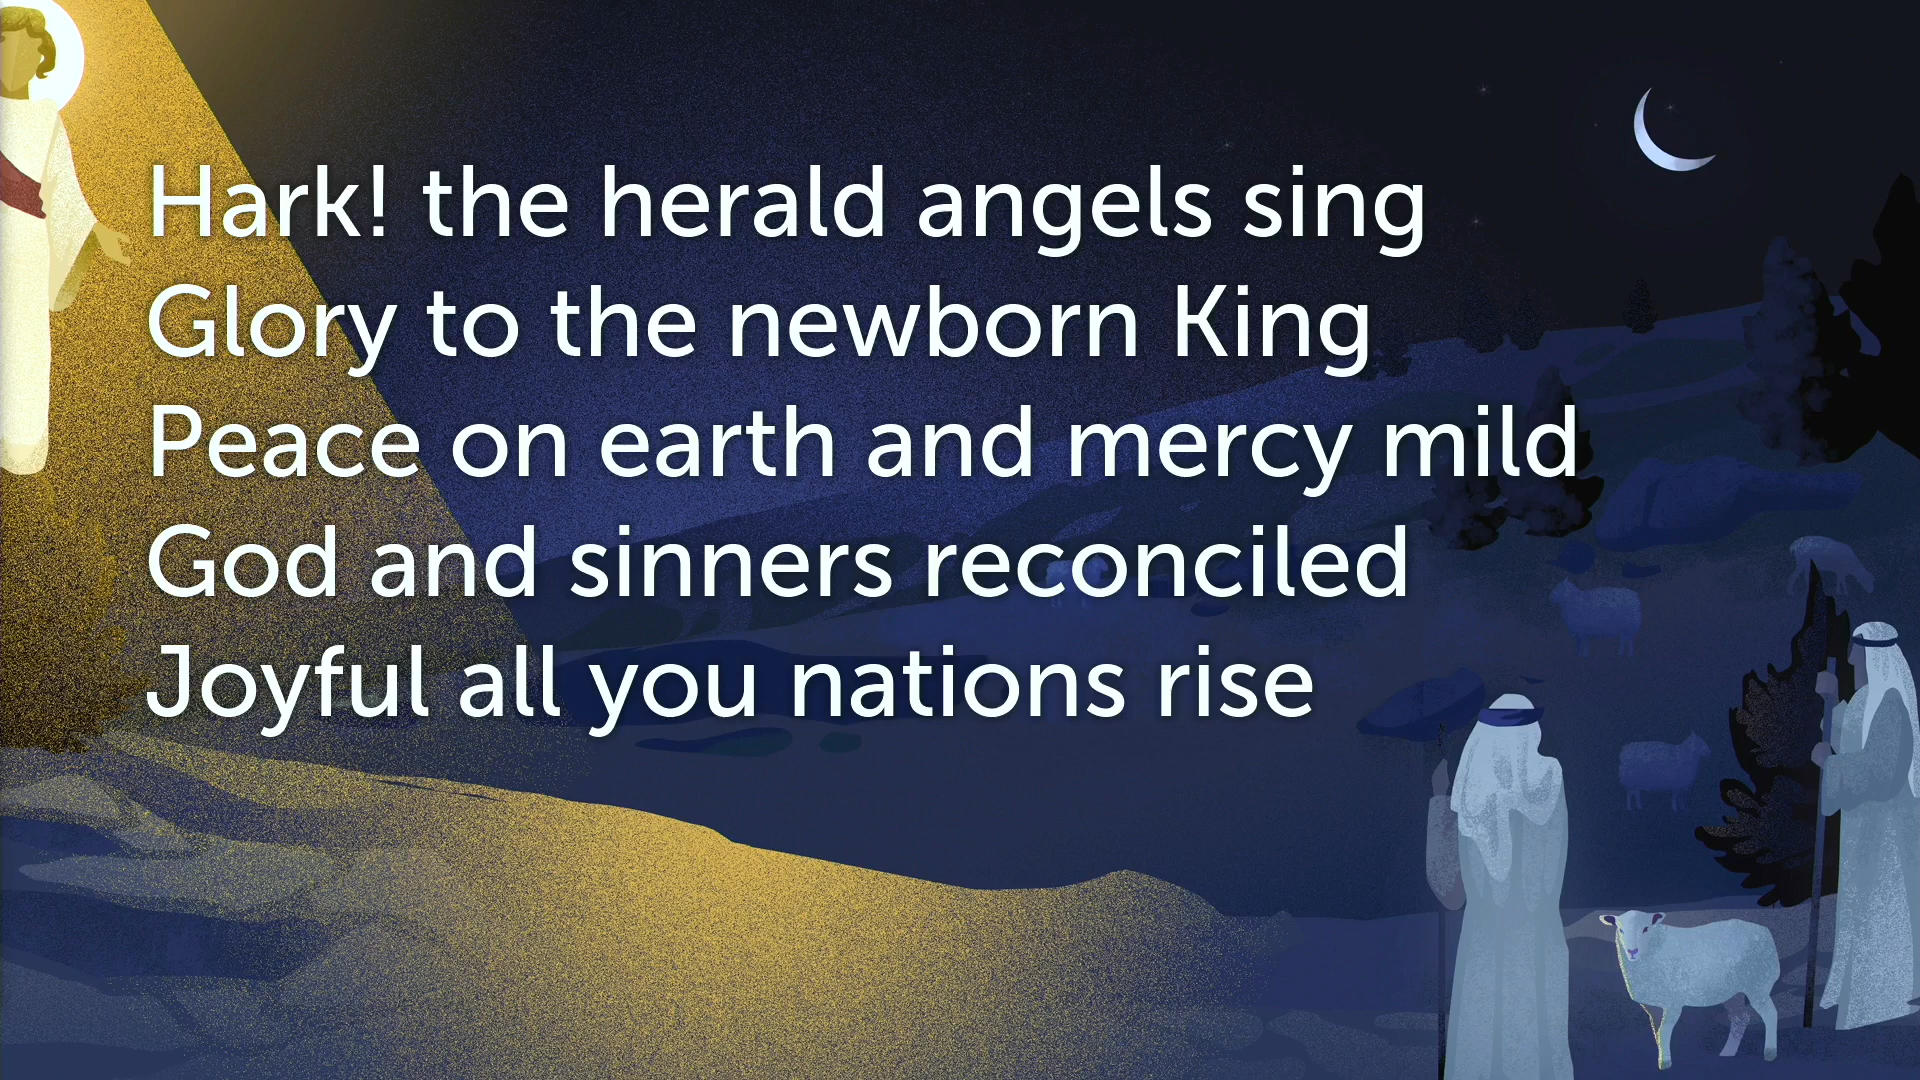 Hark! the herald angels sing
Glory to the newborn King
Peace on earth and mercy mild
God and sinners reconciled
Joyful all you nations rise